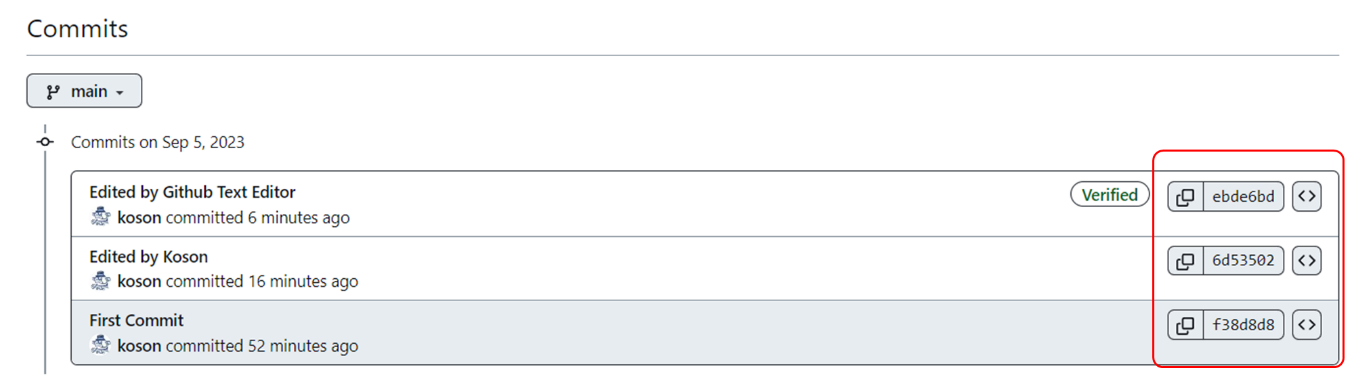 Commits
main
Commits on Sep 5, 2023
Edited by Github Text Editor
Verified
ebde6bd
koson committed 6 minutes ago
Edited by Koson
6d53502
koson committed 16 minutes ago
First Commit
f38d8d8
koson committed 52 minutes ago